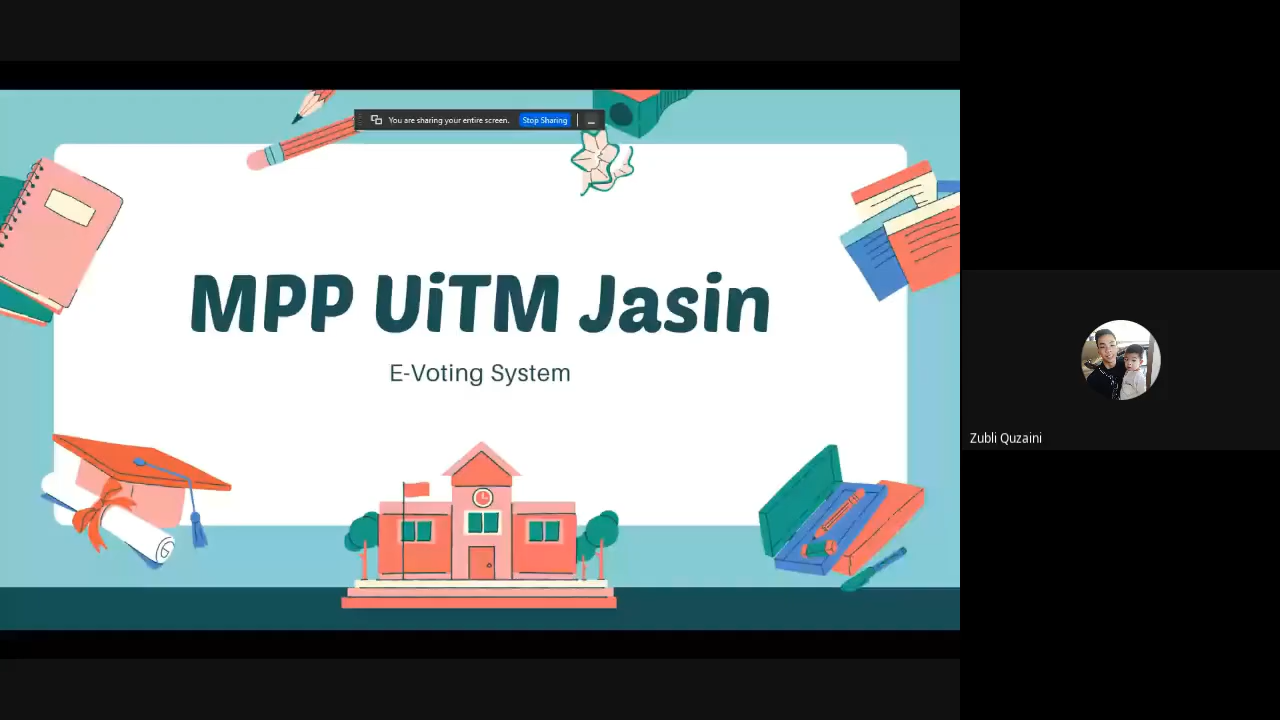 You are sharing your entire screen. Stop Sharing
MPP UiTM Jasin
E-Voting System
Zubli Quzaini